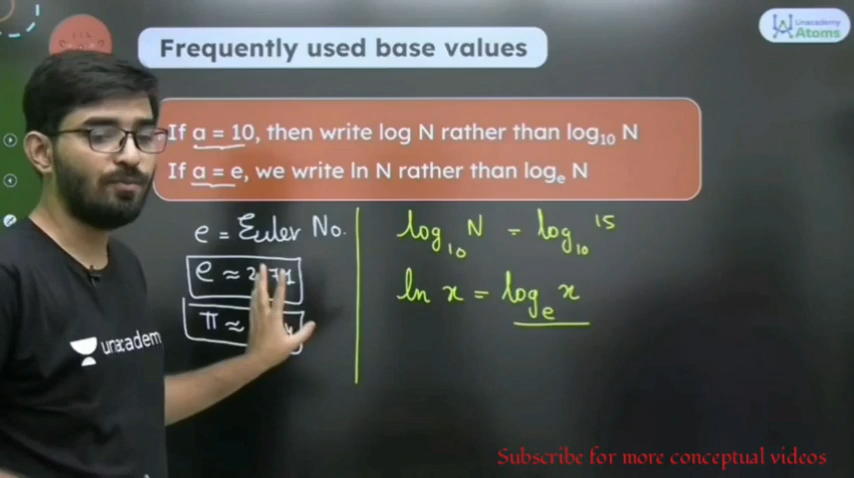 Unacademy
Atoms
Frequently used base values
If a = 10, then write log N rather than log₁₀ N
If a = e, we write ln N rather than logₑ N
e = Euler No.
e ≈
π ≈
log₁₀ N = log₁₀ 15
ln x = logₑ x
unacademy
Subscribe for more conceptual videos